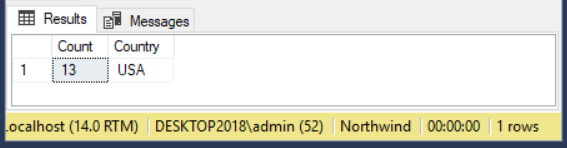 Results Messages
Count Country
1 13 USA
.ocalhost (14.0 RTM) DESKTOP2018\admin (52) Northwind 00:00:00 1 rows